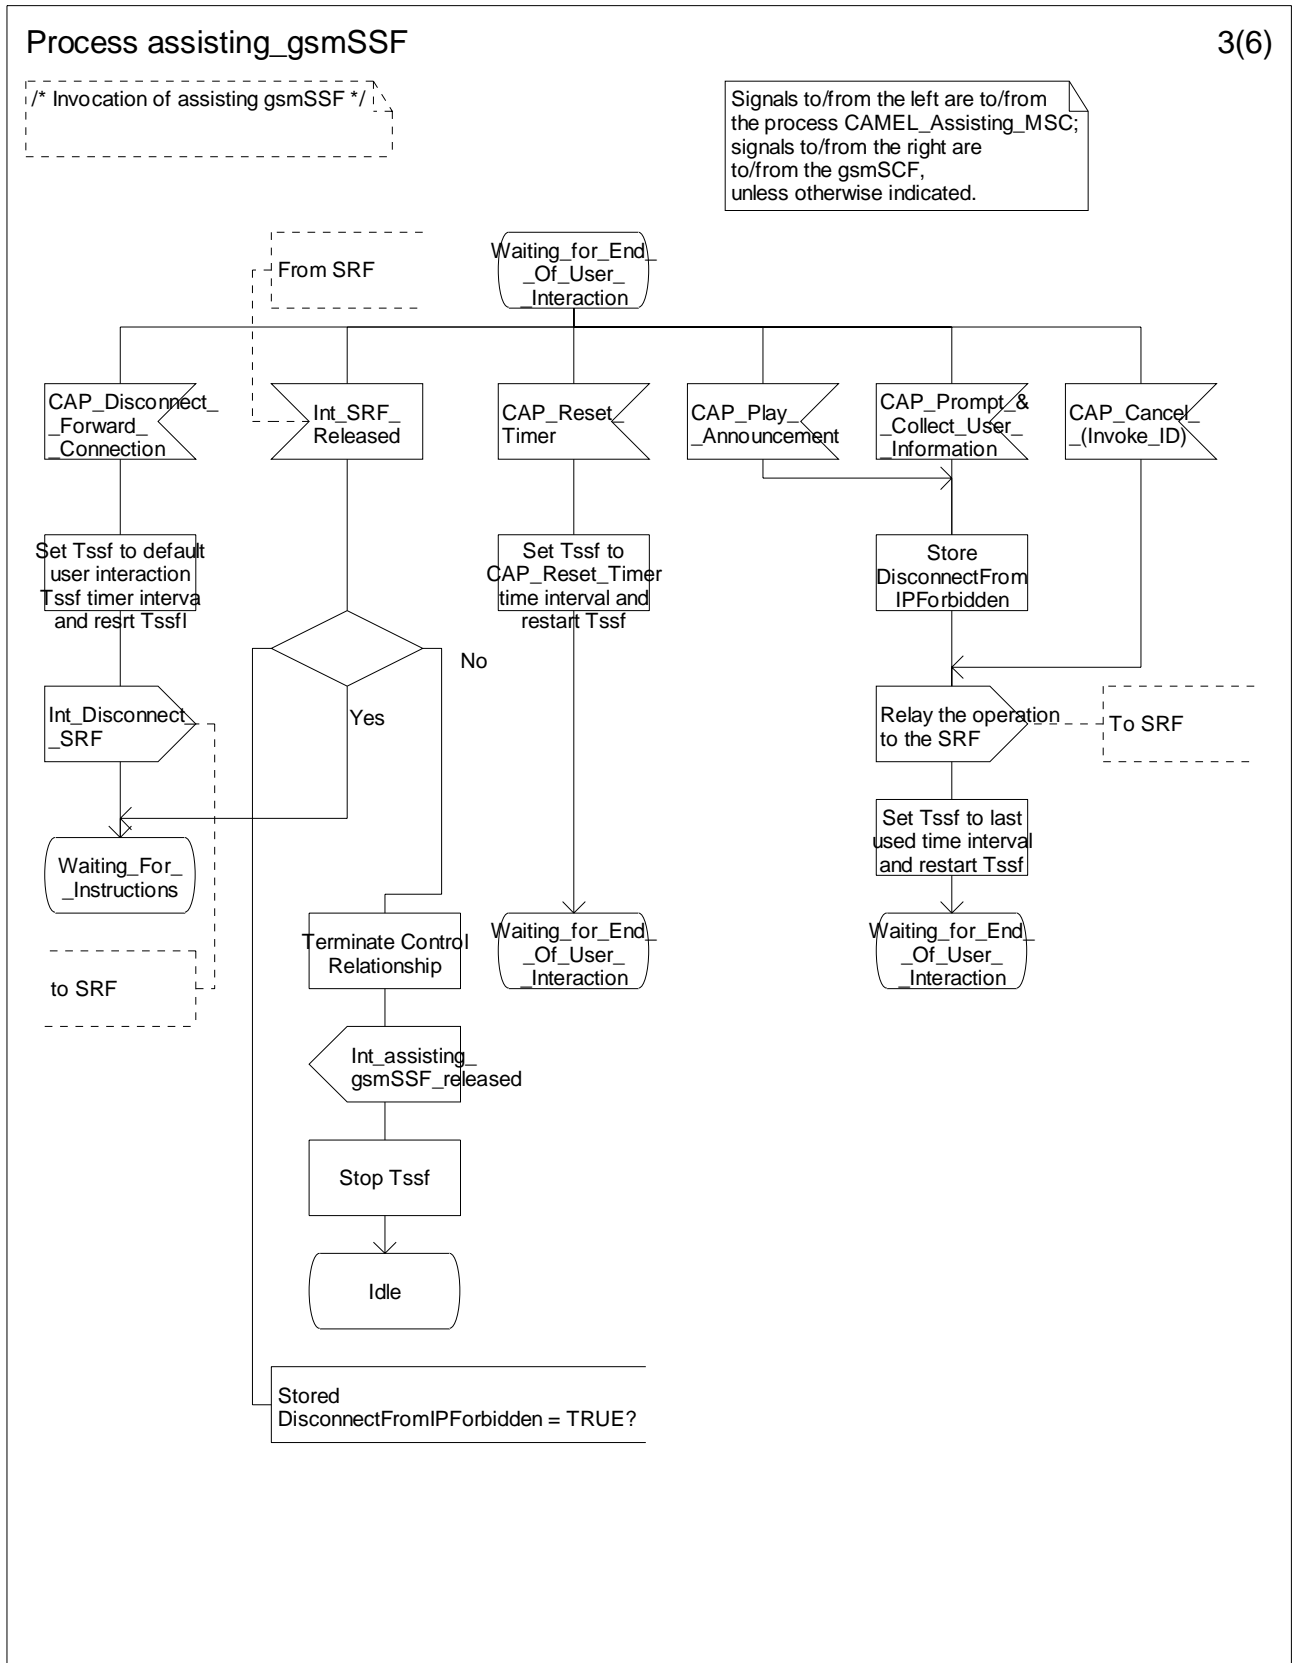 Process assisting_gsmSSF
3(6)
/* Invocation of assisting gsmSSF */
Signals to/from the left are to/from
the process CAMEL_Assisting_MSC;
signals to/from the right are
to/from the gsmSCF,
unless otherwise indicated.
From SRF
Waiting_for_End_
_Of_User_
_Interaction
CAP_Disconnect_
_Forward_
_Connection
Int_SRF_
Released
CAP_Reset_
Timer
CAP_Play_
_Announcement
CAP_Prompt_&
_Collect_User_
_Information
CAP_Cancel_
_(Invoke_ID)
Set Tssf to default
user interaction
Tssf timer interva
and resrt Tssfl
Set Tssf to
CAP_Reset_Timer
time interval and
restart Tssf
Store
DisconnectFrom
IPForbidden
No
Yes
Int_Disconnect_
_SRF
Relay the operation
to the SRF
To SRF
Set Tssf to last
used time interval
and restart Tssf
Waiting_For_
_Instructions
Terminate Control
Relationship
Waiting_for_End_
_Of_User_
_Interaction
Waiting_for_End_
_Of_User_
_Interaction
to SRF
Int_assisting_
gsmSSF_released
Stop Tssf
Idle
Stored
DisconnectFromIPForbidden = TRUE?